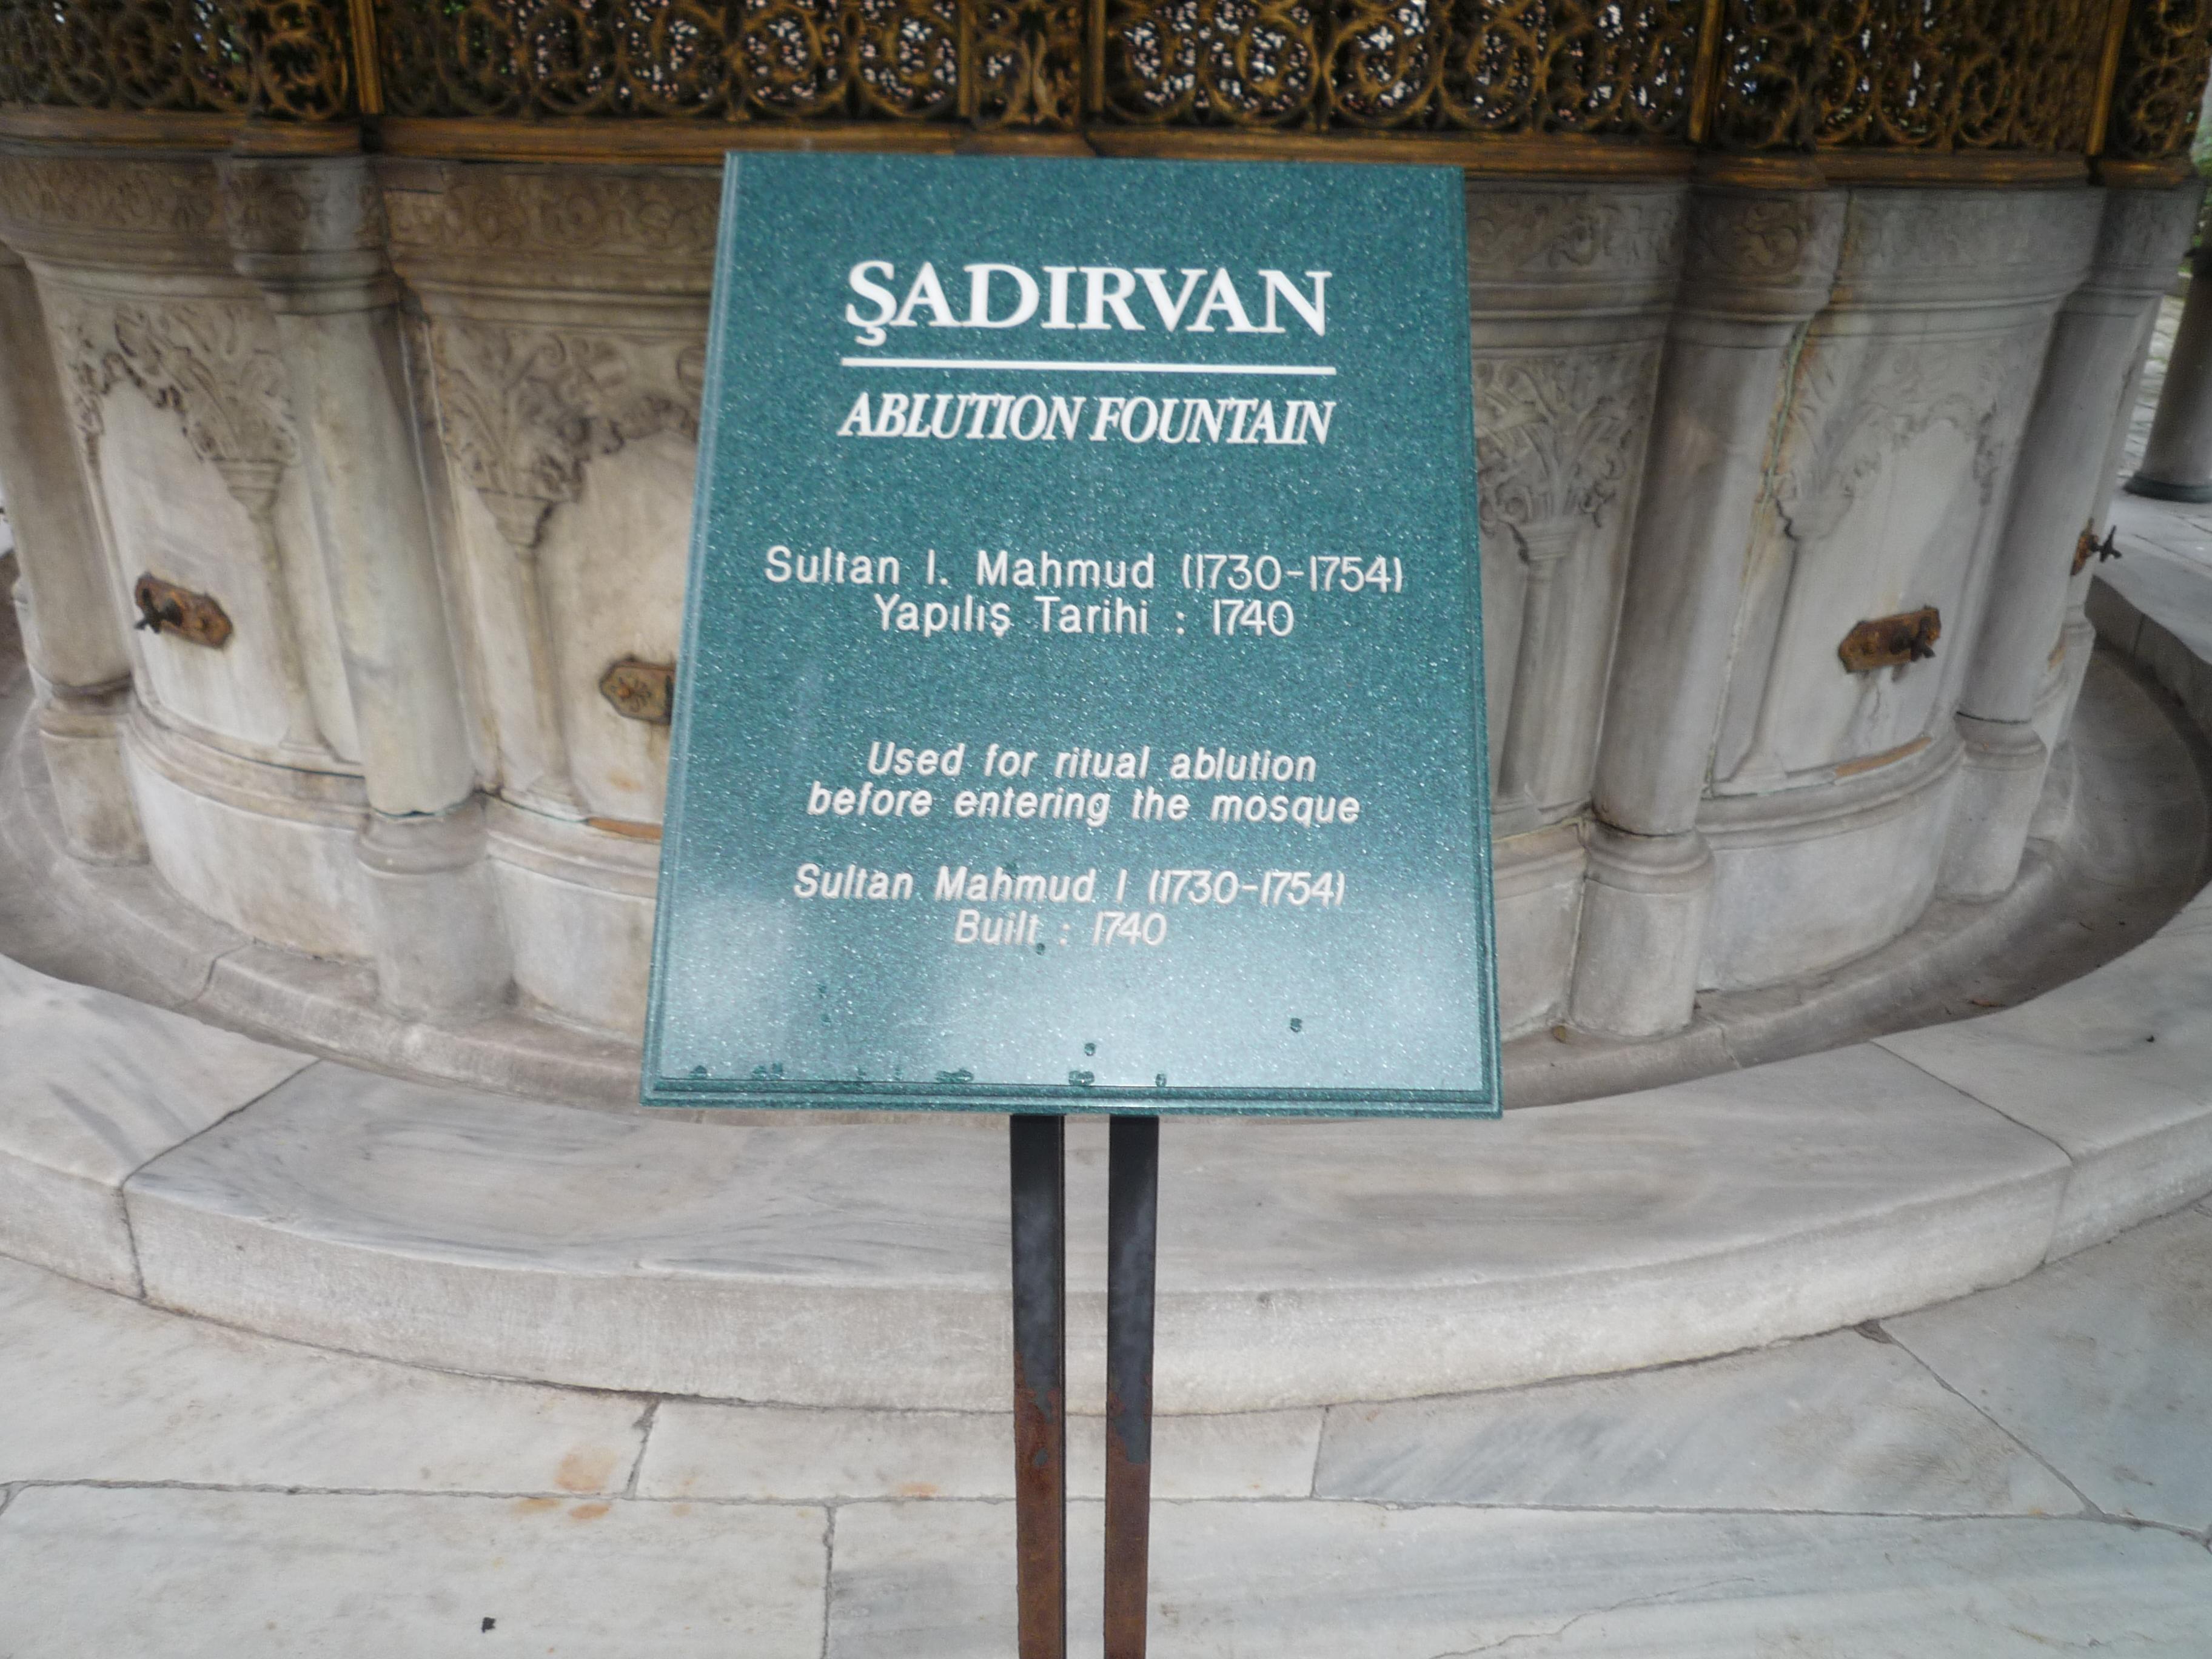 ŞADIRVAN
ABLUTION FOUNTAIN
Sultan I. Mahmud (1730-1754)
Yapılış Tarihi : 1740
Used for ritual ablution
before entering the mosque
Sultan Mahmud I (1730-1754)
Built : 1740